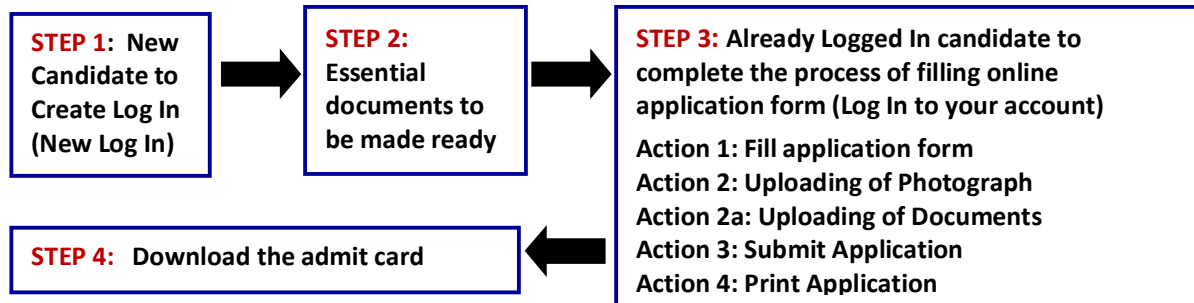 STEP 1: New
Candidate to
Create Log In
(New Log In)
STEP 2:
Essential
documents to
be made ready
STEP 3: Already Logged In candidate to
complete the process of filling online
application form (Log In to your account)
Action 1: Fill application form
Action 2: Uploading of Photograph
Action 2a: Uploading of Documents
Action 3: Submit Application
Action 4: Print Application
STEP 4: Download the admit card